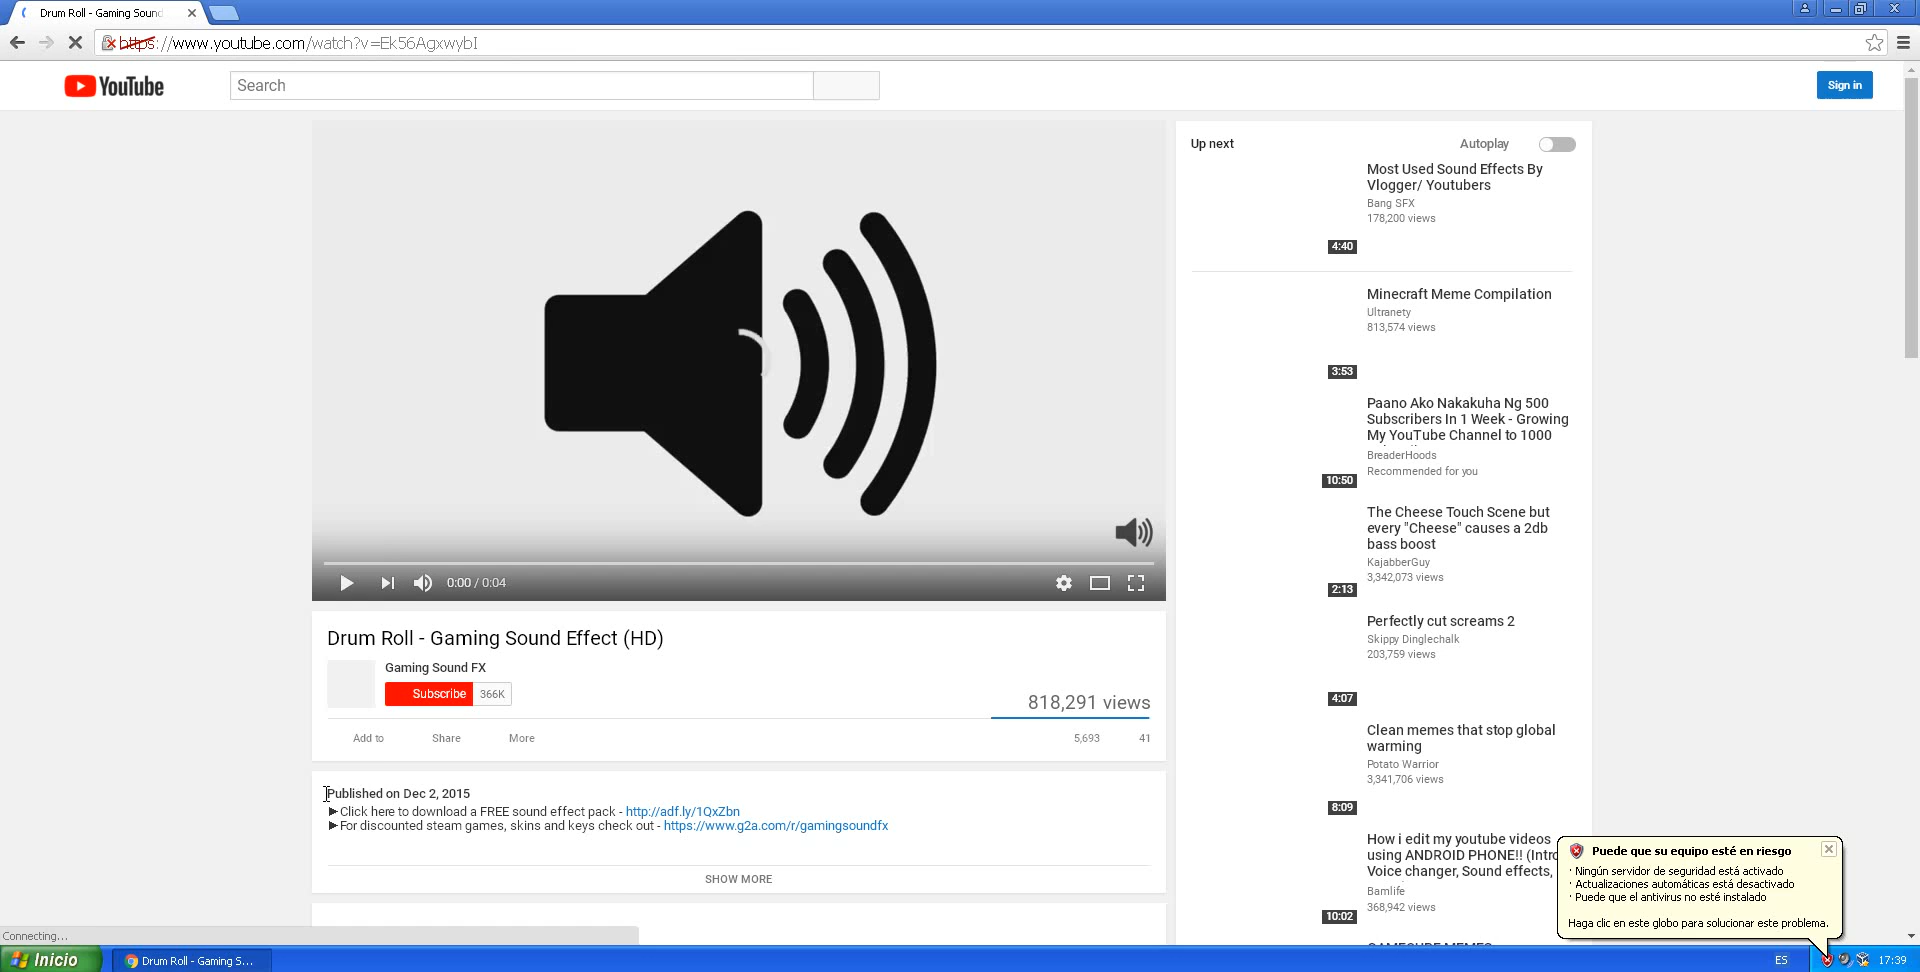 Drum Roll - Gaming Sound
https://www.youtube.com/watch?v=Ek56AgxwybI
YouTube
Search
Sign in
Up next
Autoplay
Most Used Sound Effects By
Vlogger/ Youtubers
Bang SFX
178,200 views
4:40
Minecraft Meme Compilation
Ultranety
813,574 views
3:53
Paano Ako Nakakuha Ng 500
Subscribers In 1 Week - Growing
My YouTube Channel to 1000
BreaderHoods
Recommended for you
10:50
The Cheese Touch Scene but
every "Cheese" causes a 2db
bass boost
KajabberGuy
3,342,073 views
2:13
Perfectly cut screams 2
Skippy Dinglechalk
203,759 views
4:07
Clean memes that stop global
warming
Potato Warrior
3,341,706 views
8:09
How i edit my youtube videos
using ANDROID PHONE!! (Intro
Voice changer, Sound effects,
Bamlife
368,942 views
10:02
0:00 / 0:04
Drum Roll - Gaming Sound Effect (HD)
Gaming Sound FX
Subscribe 366K
818,291 views
Add to Share More 5,693 41
Published on Dec 2, 2015
►Click here to download a FREE sound effect pack - http://adf.ly/1QxZbn
►For discounted steam games, skins and keys check out - https://www.g2a.com/r/gamingsoundfx
SHOW MORE
Puede que su equipo esté en riesgo
· Ningún servidor de seguridad está activado
· Actualizaciones automáticas está desactivado
· Puede que el antivirus no esté instalado
Haga clic en este globo para solucionar este problema.
Connecting...
Inicio
Drum Roll - Gaming S...
ES
17:39